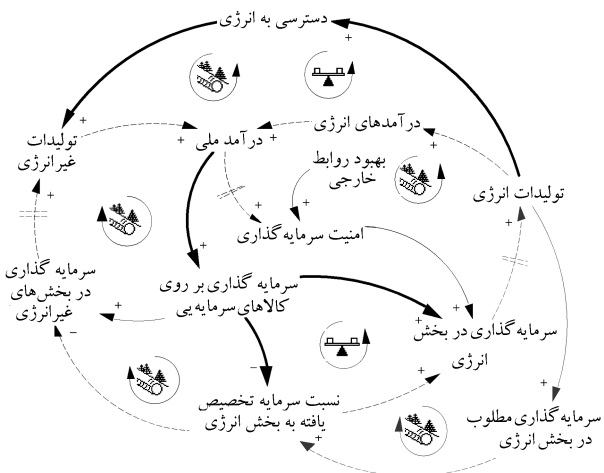 دسترسی به انرژی
تولیدات
غیرانرژی
درآمد ملی
درآمدهای انرژی
بهبود روابط
خارجی
تولیدات انرژی
امنیت سرمایه‌گذاری
سرمایه گذاری
در بخش‌های
غیرانرژی
سرمایه گذاری بر روی
کالاهای سرمایه‌یی
سرمایه گذاری در بخش
انرژی
نسبت سرمایه تخصیص
یافته به بخش انرژی
سرمایه‌گذاری مطلوب
در بخش انرژی